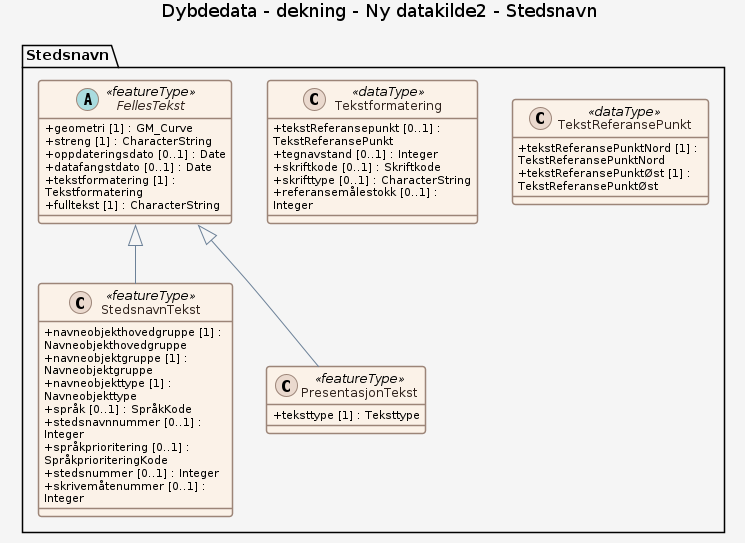 Dybdedata - dekning - Ny datakilde2 - Stedsnavn
Stedsnavn
A
«featureType»
FellesTekst
+geometri [1] : GM_Curve
+streng [1] : CharacterString
+oppdateringsdato [0..1] : Date
+datafangstdato [0..1] : Date
+tekstformatering [1] :
Tekstformatering
+fulltekst [1] : CharacterString
C
«dataType»
Tekstformatering
+tekstReferansepunkt [0..1] :
TekstReferansePunkt
+tegnavstand [0..1] : Integer
+skriftkode [0..1] : Skriftkode
+skrifttype [0..1] : CharacterString
+referansemålestokk [0..1] :
Integer
C
«dataType»
TekstReferansePunkt
+tekstReferansePunktNord [1] :
TekstReferansePunktNord
+tekstReferansePunktØst [1] :
TekstReferansePunktØst
C
«featureType»
StedsnavnTekst
+navneobjekthovedgruppe [1] :
Navneobjekthovedgruppe
+navneobjektgruppe [1] :
Navneobjektgruppe
+navneobjekttype [1] :
Navneobjekttype
+språk [0..1] : SpråkKode
+stedsnavnnummer [0..1] :
Integer
+språkprioritering [0..1] :
SpråkprioriteringKode
+stedsnummer [0..1] : Integer
+skrivemåtenummer [0..1] :
Integer
C
«featureType»
PresentasjonTekst
+teksttype [1] : Teksttype